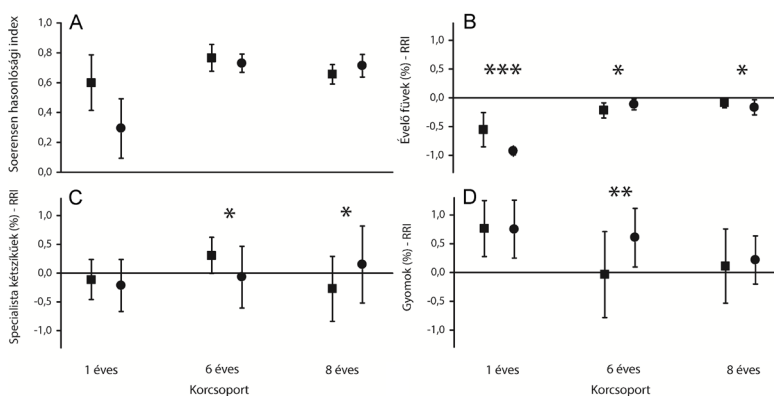 A
Soerensen hasonlósági index
1,0
0,8
0,6
0,4
0,2
0,0
B
Évelő füvek (%) - RRI
1,0
0,5
0,0
-0,5
-1,0
***
*
*
C
Specialista kétszíkűek (%) - RRI
1,0
0,5
0,0
-0,5
-1,0
*
*
1 éves
6 éves
8 éves
Korcsoport
D
Gyomok (%) - RRI
1,0
0,5
0,0
-0,5
-1,0
**
1 éves
6 éves
8 éves
Korcsoport